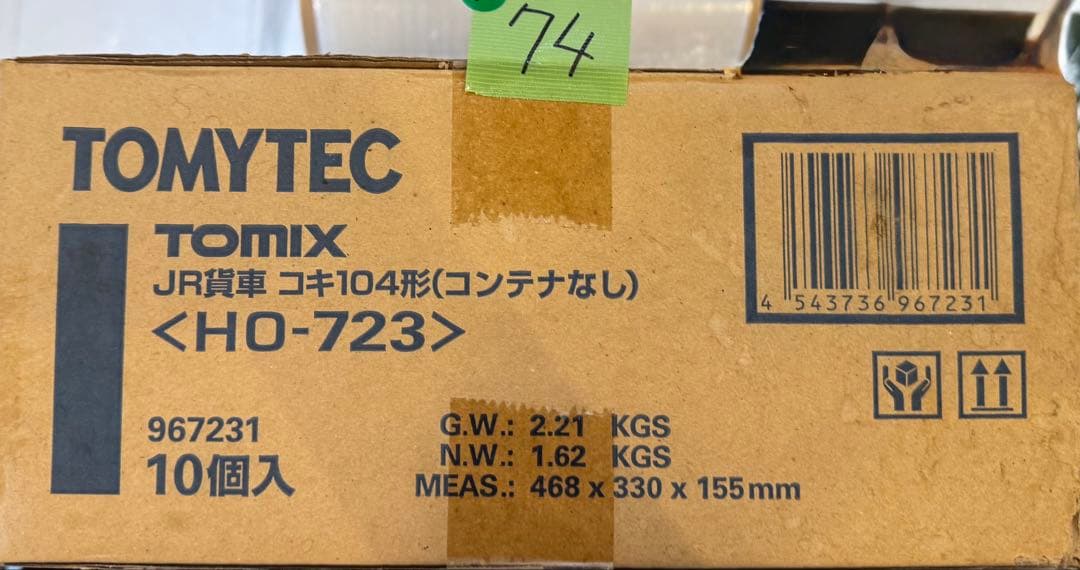 74
TOMYTEC
TOMIX
JR貨車 コキ104形(コンテナなし)
<HO-723>
4 543736 967231
967231
10個入
G.W.: 2.21 KGS
N.W.: 1.62 KGS
MEAS.: 468 x 330 x 155mm